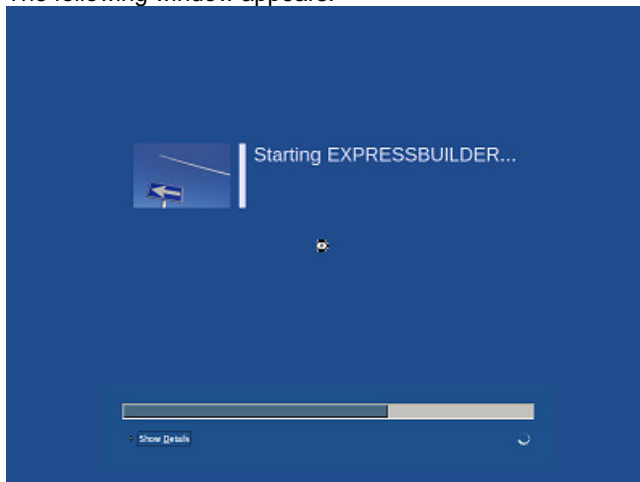 The following window appears:
Starting EXPRESSBUILDER...
Show Details